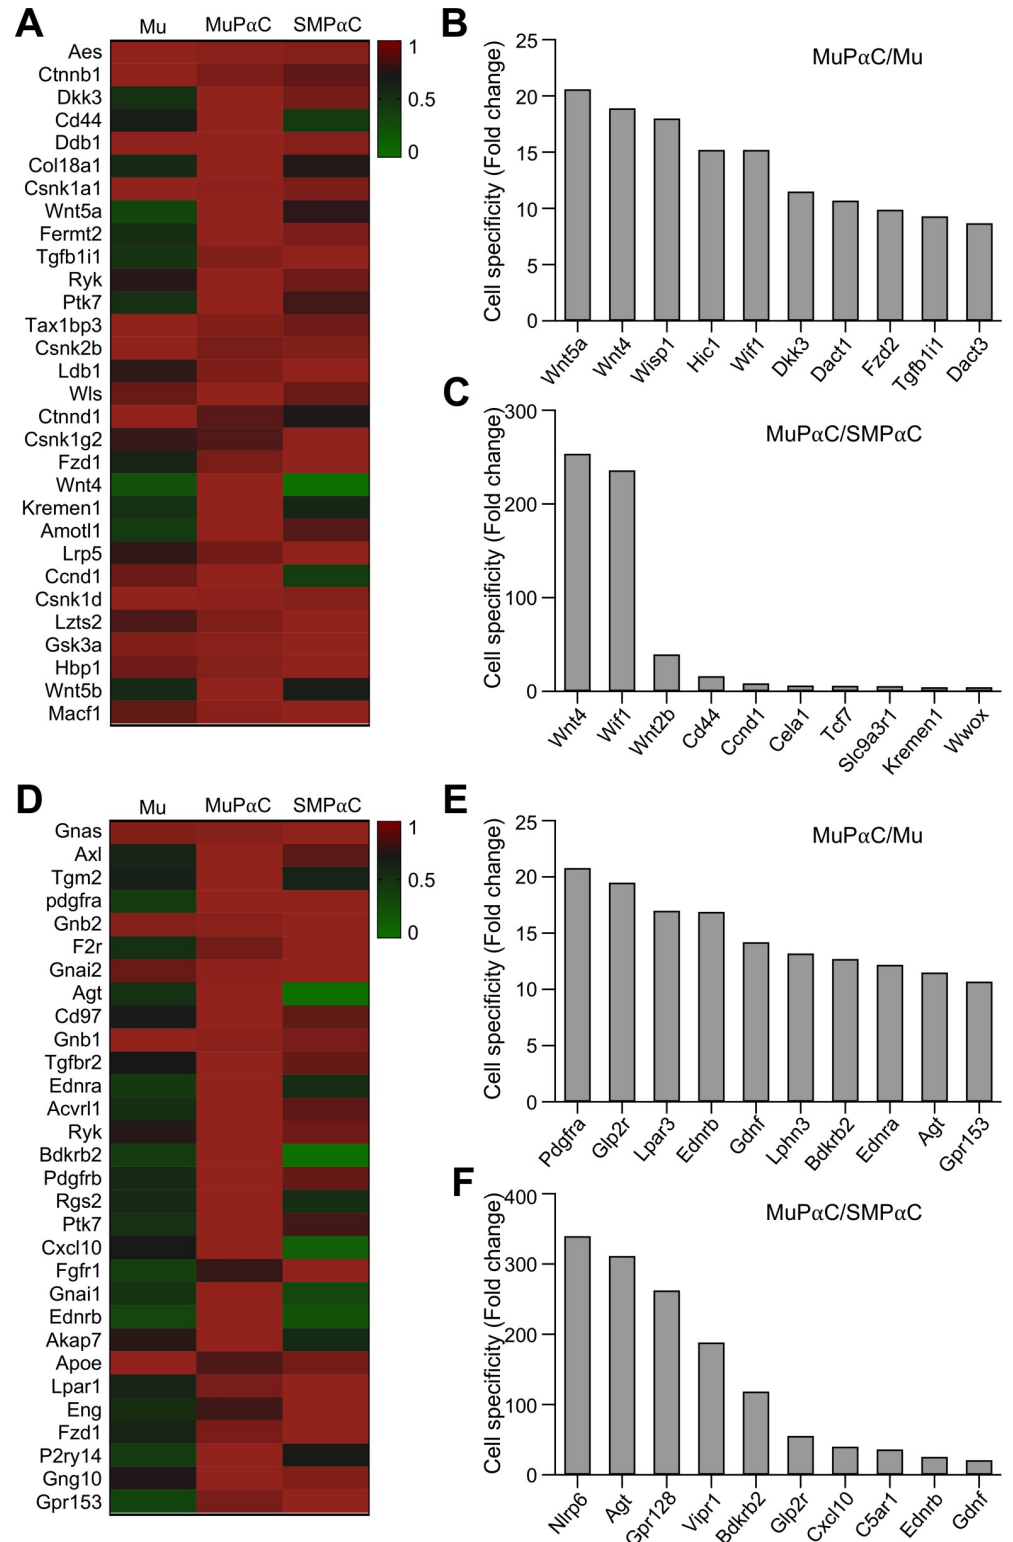 A
Mu MuPαC SMPαC
Aes
Ctnnb1
Dkk3
Cd44
Ddb1
Col18a1
Csnk1a1
Wnt5a
Fermt2
Tgfb1i1
Ryk
Ptk7
Tax1bp3
Csnk2b
Ldb1
Wls
Ctnnd1
Csnk1g2
Fzd1
Wnt4
Kremen1
Amotl1
Lrp5
Ccnd1
Csnk1d
Lzts2
Gsk3a
Hbp1
Wnt5b
Macf1
1
0.5
0
B
MuPαC/Mu
Cell specificity (Fold change)
25
20
15
10
5
0
Wnt5a Wnt4 Wisp1 Hic1 Wif1 Dkk3 Dact1 Fzd2 Tgfb1i1 Dact3
C
MuPαC/SMPαC
Cell specificity (Fold change)
300
200
100
0
Wnt4 Wif1 Wnt2b Cd44 Ccnd1 Cela1 Tcf7 Slc9a3r1 Kremen1 Wwox
D
Mu MuPαC SMPαC
Gnas
Axl
Tgm2
pdgfra
Gnb2
F2r
Gnai2
Agt
Cd97
Gnb1
Tgfbr2
Ednra
Acvrl1
Ryk
Bdkrb2
Pdgfrb
Rgs2
Ptk7
Cxcl10
Fgfr1
Gnai1
Ednrb
Akap7
Apoe
Lpar1
Eng
Fzd1
P2ry14
Gng10
Gpr153
1
0.5
0
E
MuPαC/Mu
Cell specificity (Fold change)
25
20
15
10
5
0
Pdgfra Glp2r Lpar3 Ednrb Gdnf Lphn3 Bdkrb2 Ednra Agt Gpr153
F
MuPαC/SMPαC
Cell specificity (Fold change)
400
300
200
100
0
Nlrp6 Agt Gpr128 Vipr1 Bdkrb2 Glp2r Cxcl10 C5ar1 Ednrb Gdnf